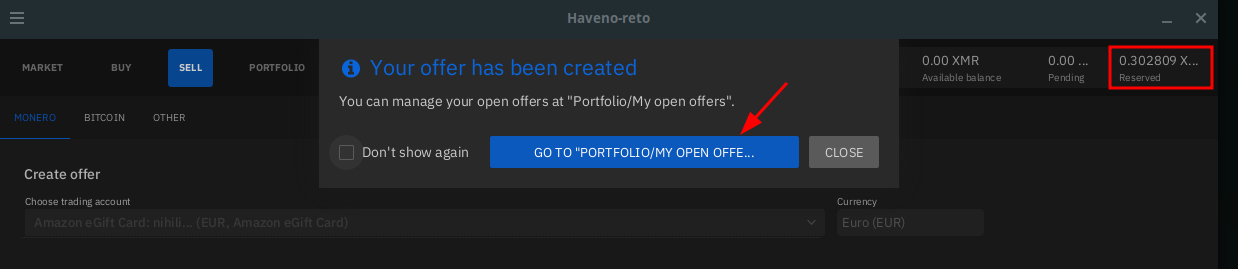 Haveno-reto
MARKET BUY SELL PORTFOLIO
Your offer has been created
You can manage your open offers at "Portfolio/My open offers".
Don't show again
GO TO "PORTFOLIO/MY OPEN OFFE...
CLOSE
0.00 XMR
Available balance
0.00 ...
Pending
0.302809 X...
Reserved
MONERO BITCOIN OTHER
Create offer
Choose trading account
Amazon eGift Card: nihili... (EUR, Amazon eGift Card)
Currency
Euro (EUR)